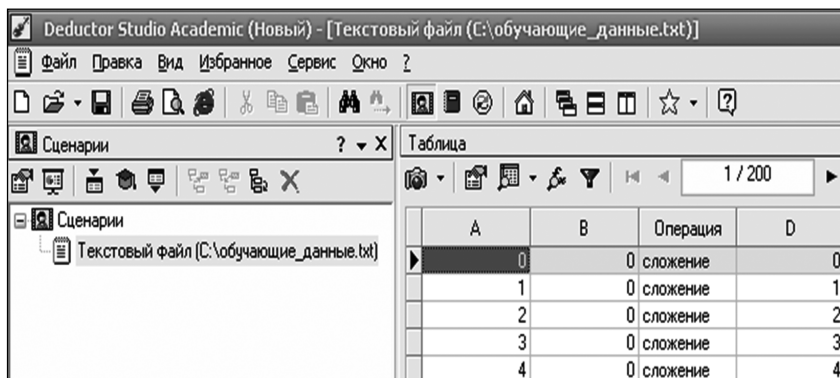 Deductor Studio Academic (Новый) - [Текстовый файл (C:\обучающие_данные.txt)]
Файл Правка Вид Избранное Сервис Окно ?
Сценарии ? X
Таблица
1 / 200
Сценарии
Текстовый файл (C:\обучающие_данные.txt)
A B Операция D
0 0 сложение 0
1 0 сложение 1
2 0 сложение 2
3 0 сложение 3
4 0 сложение 4